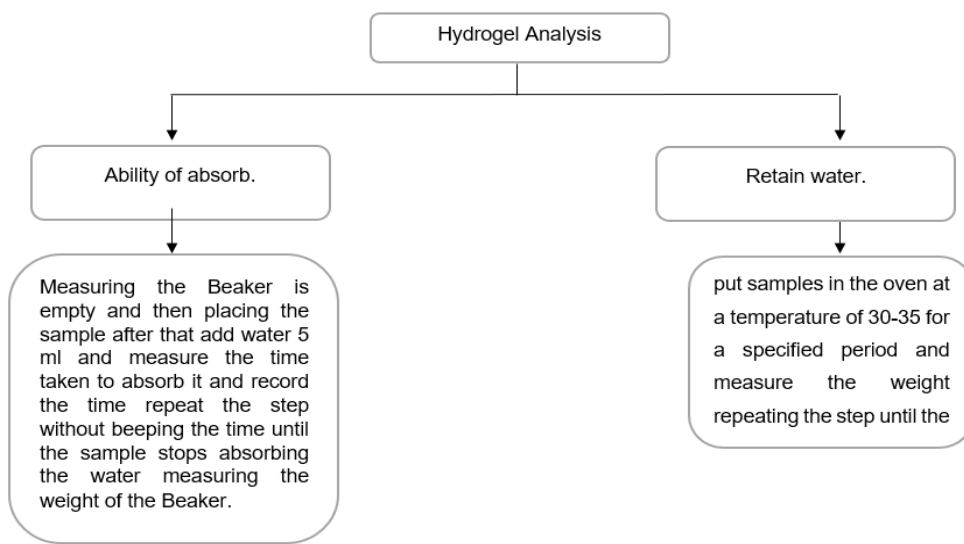 Hydrogel Analysis
Ability of absorb.
Retain water.
Measuring the Beaker is
empty and then placing the
sample after that add water 5
ml and measure the time
taken to absorb it and record
the time repeat the step
without beeping the time until
the sample stops absorbing
the water measuring the
weight of the Beaker.
put samples in the oven at
a temperature of 30-35 for
a specified period and
measure the weight
repeating the step until the